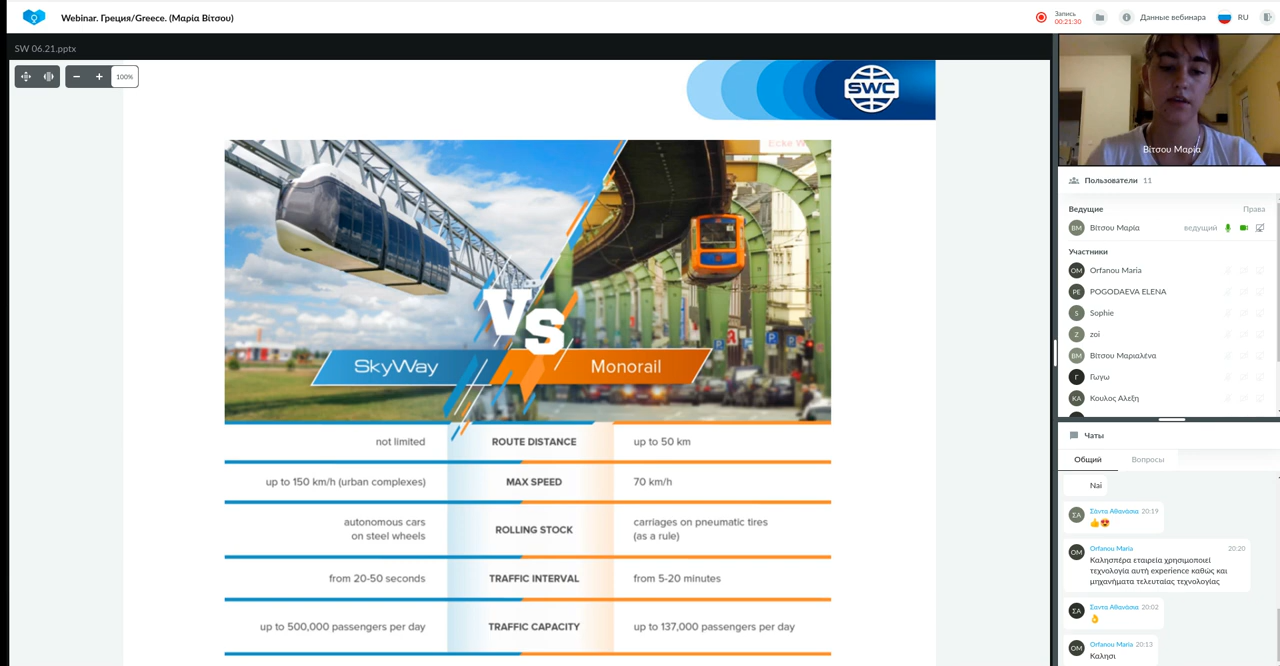 Webinar. Греция/Greece. (Μαρία Βίτσου)
Запись
00:21:30
Данные вебинара
RU
SW 06.21.pptx
100%
SWC
VS
SkyWay
Monorail
not limited
ROUTE DISTANCE
up to 50 km
up to 150 km/h (urban complexes)
MAX SPEED
70 km/h
autonomous cars
on steel wheels
ROLLING STOCK
carriages on pneumatic tires
(as a rule)
from 20-50 seconds
TRAFFIC INTERVAL
from 5-20 minutes
up to 500,000 passengers per day
TRAFFIC CAPACITY
up to 137,000 passengers per day
Βίτσου Μαρία
Пользователи 11
Ведущие
Права
ΒΜ
Βίτσου Μαρία
ведущий
Участники
OM
Orfanou Maria
PE
POGODAEVA ELENA
S
Sophie
Z
zoi
ΒΜ
Βίτσου Μαριαλένα
Γ
Γωγω
ΚΑ
Κουλος Αλεξη
Чаты
Общий
Вопросы
Nai
ΣΑ
Σάντα Αθανάσια 20:19
👍😍
OM
Orfanou Maria
20:20
Καλησπέρα εταιρεία χρησιμοποιεί
τεχνολογία αυτή experience καθώς και
μηχανήματα τελευταίας τεχνολογίας
ΣΑ
Σαντα Αθανάσια 20:02
👌
OM
Orfanou Maria 20:13
Καλησι